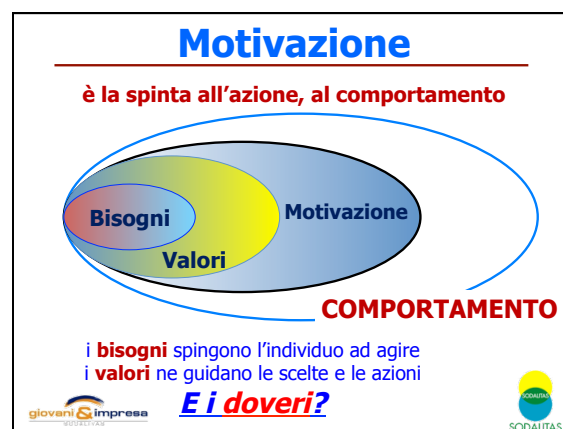 Motivazione
è la spinta all'azione, al comportamento
Bisogni
Motivazione
Valori
COMPORTAMENTO
i bisogni spingono l'individuo ad agire
i valori ne guidano le scelte e le azioni
E i doveri?
giovani & impresa
SODALITAS
SODALITAS